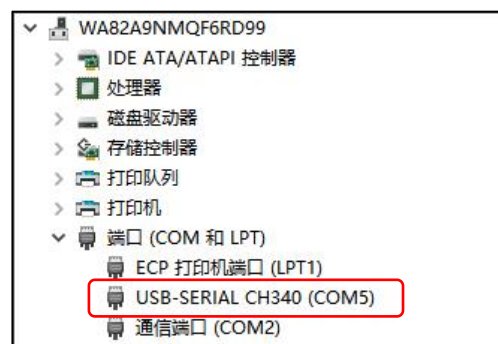 WA82A9NMQF6RD99
IDE ATA/ATAPI 控制器
处理器
磁盘驱动器
存储控制器
打印队列
打印机
端口 (COM 和 LPT)
ECP 打印机端口 (LPT1)
USB-SERIAL CH340 (COM5)
通信端口 (COM2)